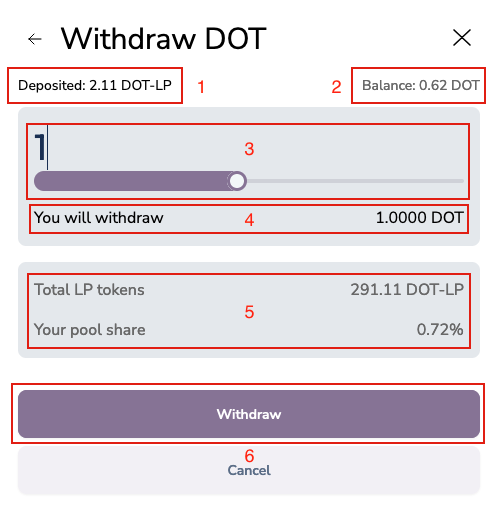 ← Withdraw DOT ×
Deposited: 2.11 DOT-LP 1 2 Balance: 0.62 DOT
1 3
You will withdraw 4 1.0000 DOT
Total LP tokens 291.11 DOT-LP
5
Your pool share 0.72%
Withdraw
6
Cancel